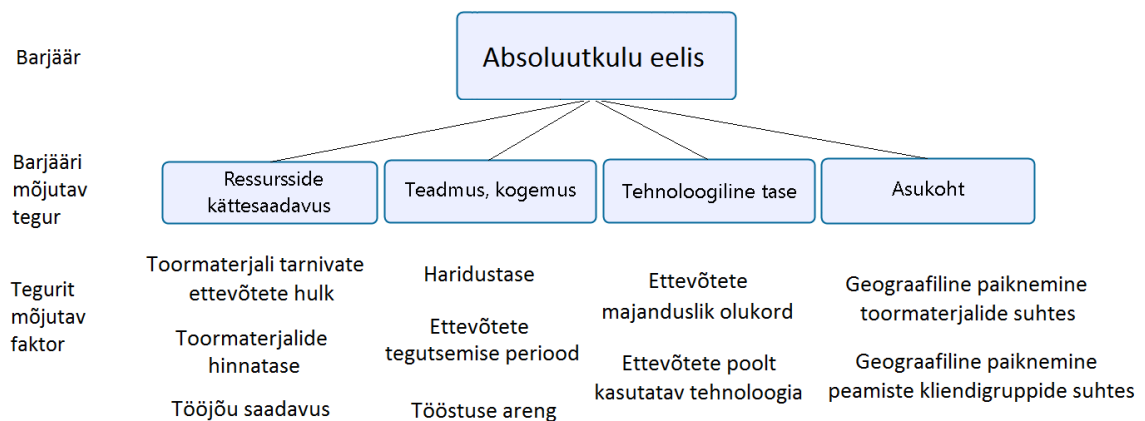 Barjäär
Absoluutkulu eelis
Barjääri
mõjutav
tegur
Ressursside
kättesaadavus
Teadmus, kogemus
Tehnoloogiline tase
Asukoht
Tegurit
mõjutav
faktor
Toormaterjali tarnivate
ettevõtete hulk
Toormaterjalide
hinnatase
Tööjõu saadavus
Haridustase
Ettevõtete
tegutsemise periood
Tööstuse areng
Ettevõtete
majanduslik olukord
Ettevõtete poolt
kasutatav tehnoloogia
Geograafiline paiknemine
toormaterjalide suhtes
Geograafiline paiknemine
peamiste kliendigruppide suhtes